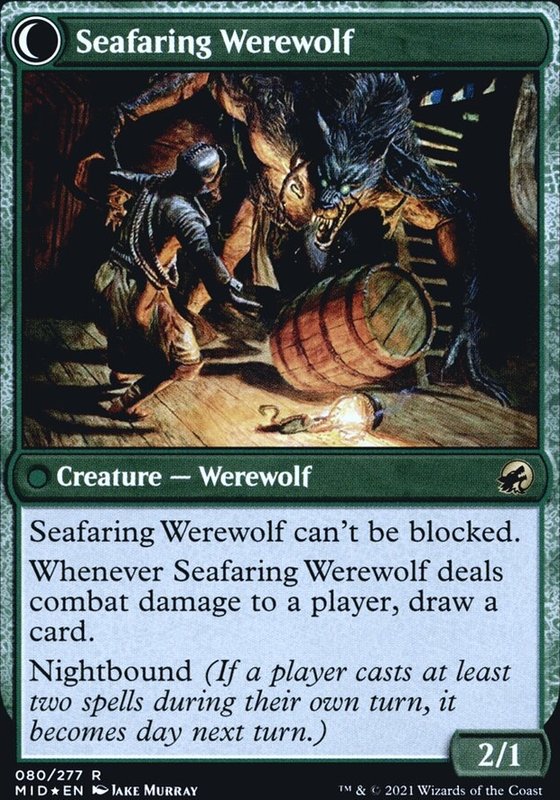 Seafaring Werewolf
Creature — Werewolf
Seafaring Werewolf can't be blocked.
Whenever Seafaring Werewolf deals
combat damage to a player, draw a
card.
Nightbound (If a player casts at least
two spells during their own turn, it
becomes day next turn.)
2/1
080/277 R
MID★EN Jake Murray
™ & © 2021 Wizards of the Coast